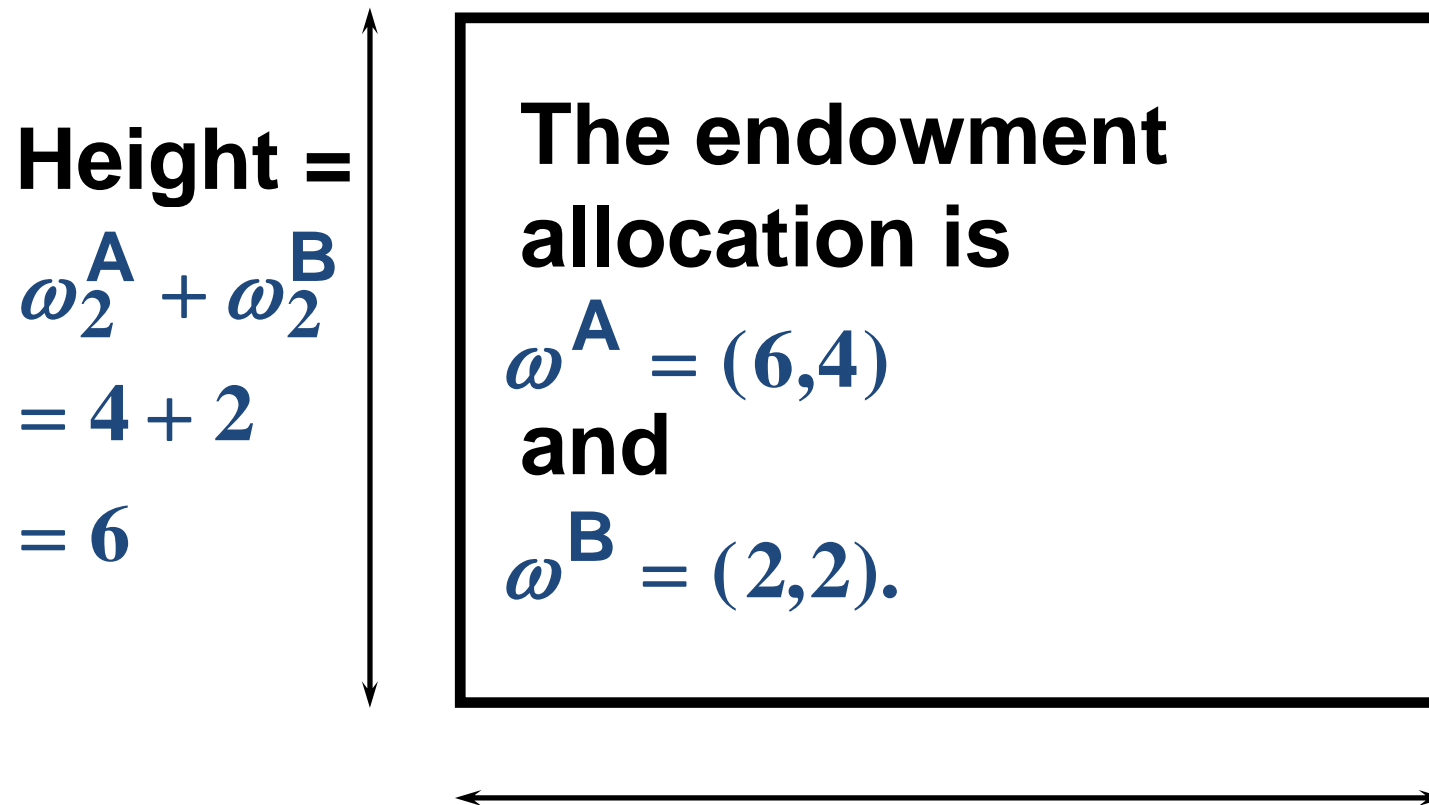 Height =
ω₂ᴬ + ω₂ᴮ
= 4 + 2
= 6
The endowment
allocation is
ωᴬ = (6,4)
and
ωᴮ = (2,2).